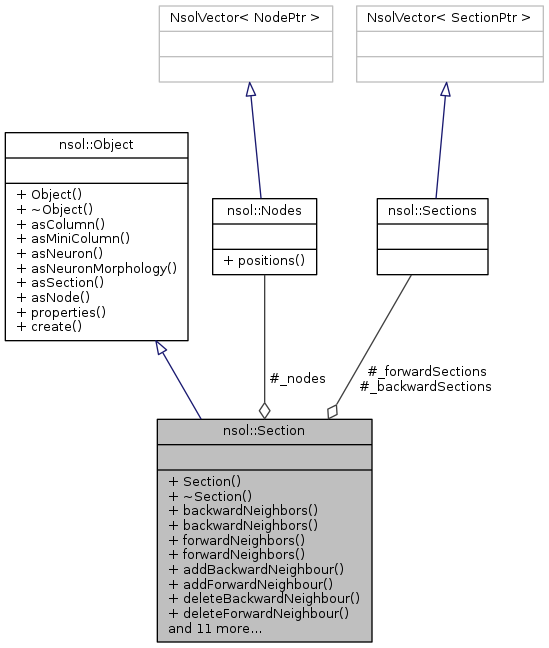 NsolVector< NodePtr >
NsolVector< SectionPtr >
nsol::Object
+ Object()
+ ~Object()
+ asColumn()
+ asMiniColumn()
+ asNeuron()
+ asNeuronMorphology()
+ asSection()
+ asNode()
+ properties()
+ create()
nsol::Nodes
+ positions()
nsol::Sections
#_nodes
#_forwardSections
#_backwardSections
nsol::Section
+ Section()
+ ~Section()
+ backwardNeighbors()
+ backwardNeighbors()
+ forwardNeighbors()
+ forwardNeighbors()
+ addBackwardNeighbour()
+ addForwardNeighbour()
+ deleteBackwardNeighbour()
+ deleteForwardNeighbour()
and 11 more...